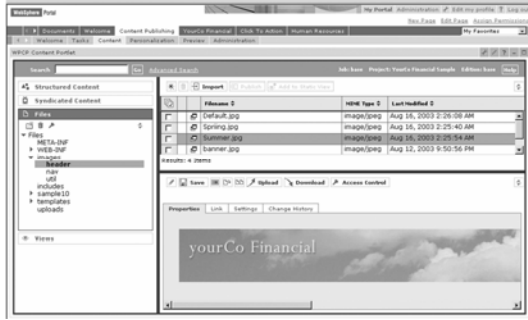 WebSphere Portal
My Portal Administration Edit my profile ? Log out
New Page Edit Page Assign Permissions
Documents Welcome Content Publishing YourCo Financial Click To Action Human Resources My Favorites
Welcome Tasks Content Personalization Preview Administration
WPCP Content Portlet
Search Go Advanced Search Job: base Project: YourCo Financial Sample Edition: base Help
Structured Content
Syndicated Content
Files
Files
META-INF
WEB-INF
images
header
nav
util
includes
sample10
templates
uploads
Views
Import Publish Add to Static View
Filename MIME Type Last Modified
Default.jpg image/jpeg Aug 16, 2003 2:26:08 AM
Spring.jpg image/jpeg Aug 16, 2003 2:25:40 AM
Summer.jpg image/jpeg Aug 16, 2003 2:25:54 AM
banner.jpg image/jpeg Aug 12, 2003 9:50:56 PM
Results: 4 Items
Save Upload Download Access Control
Properties Link Settings Change History
yourCo Financial